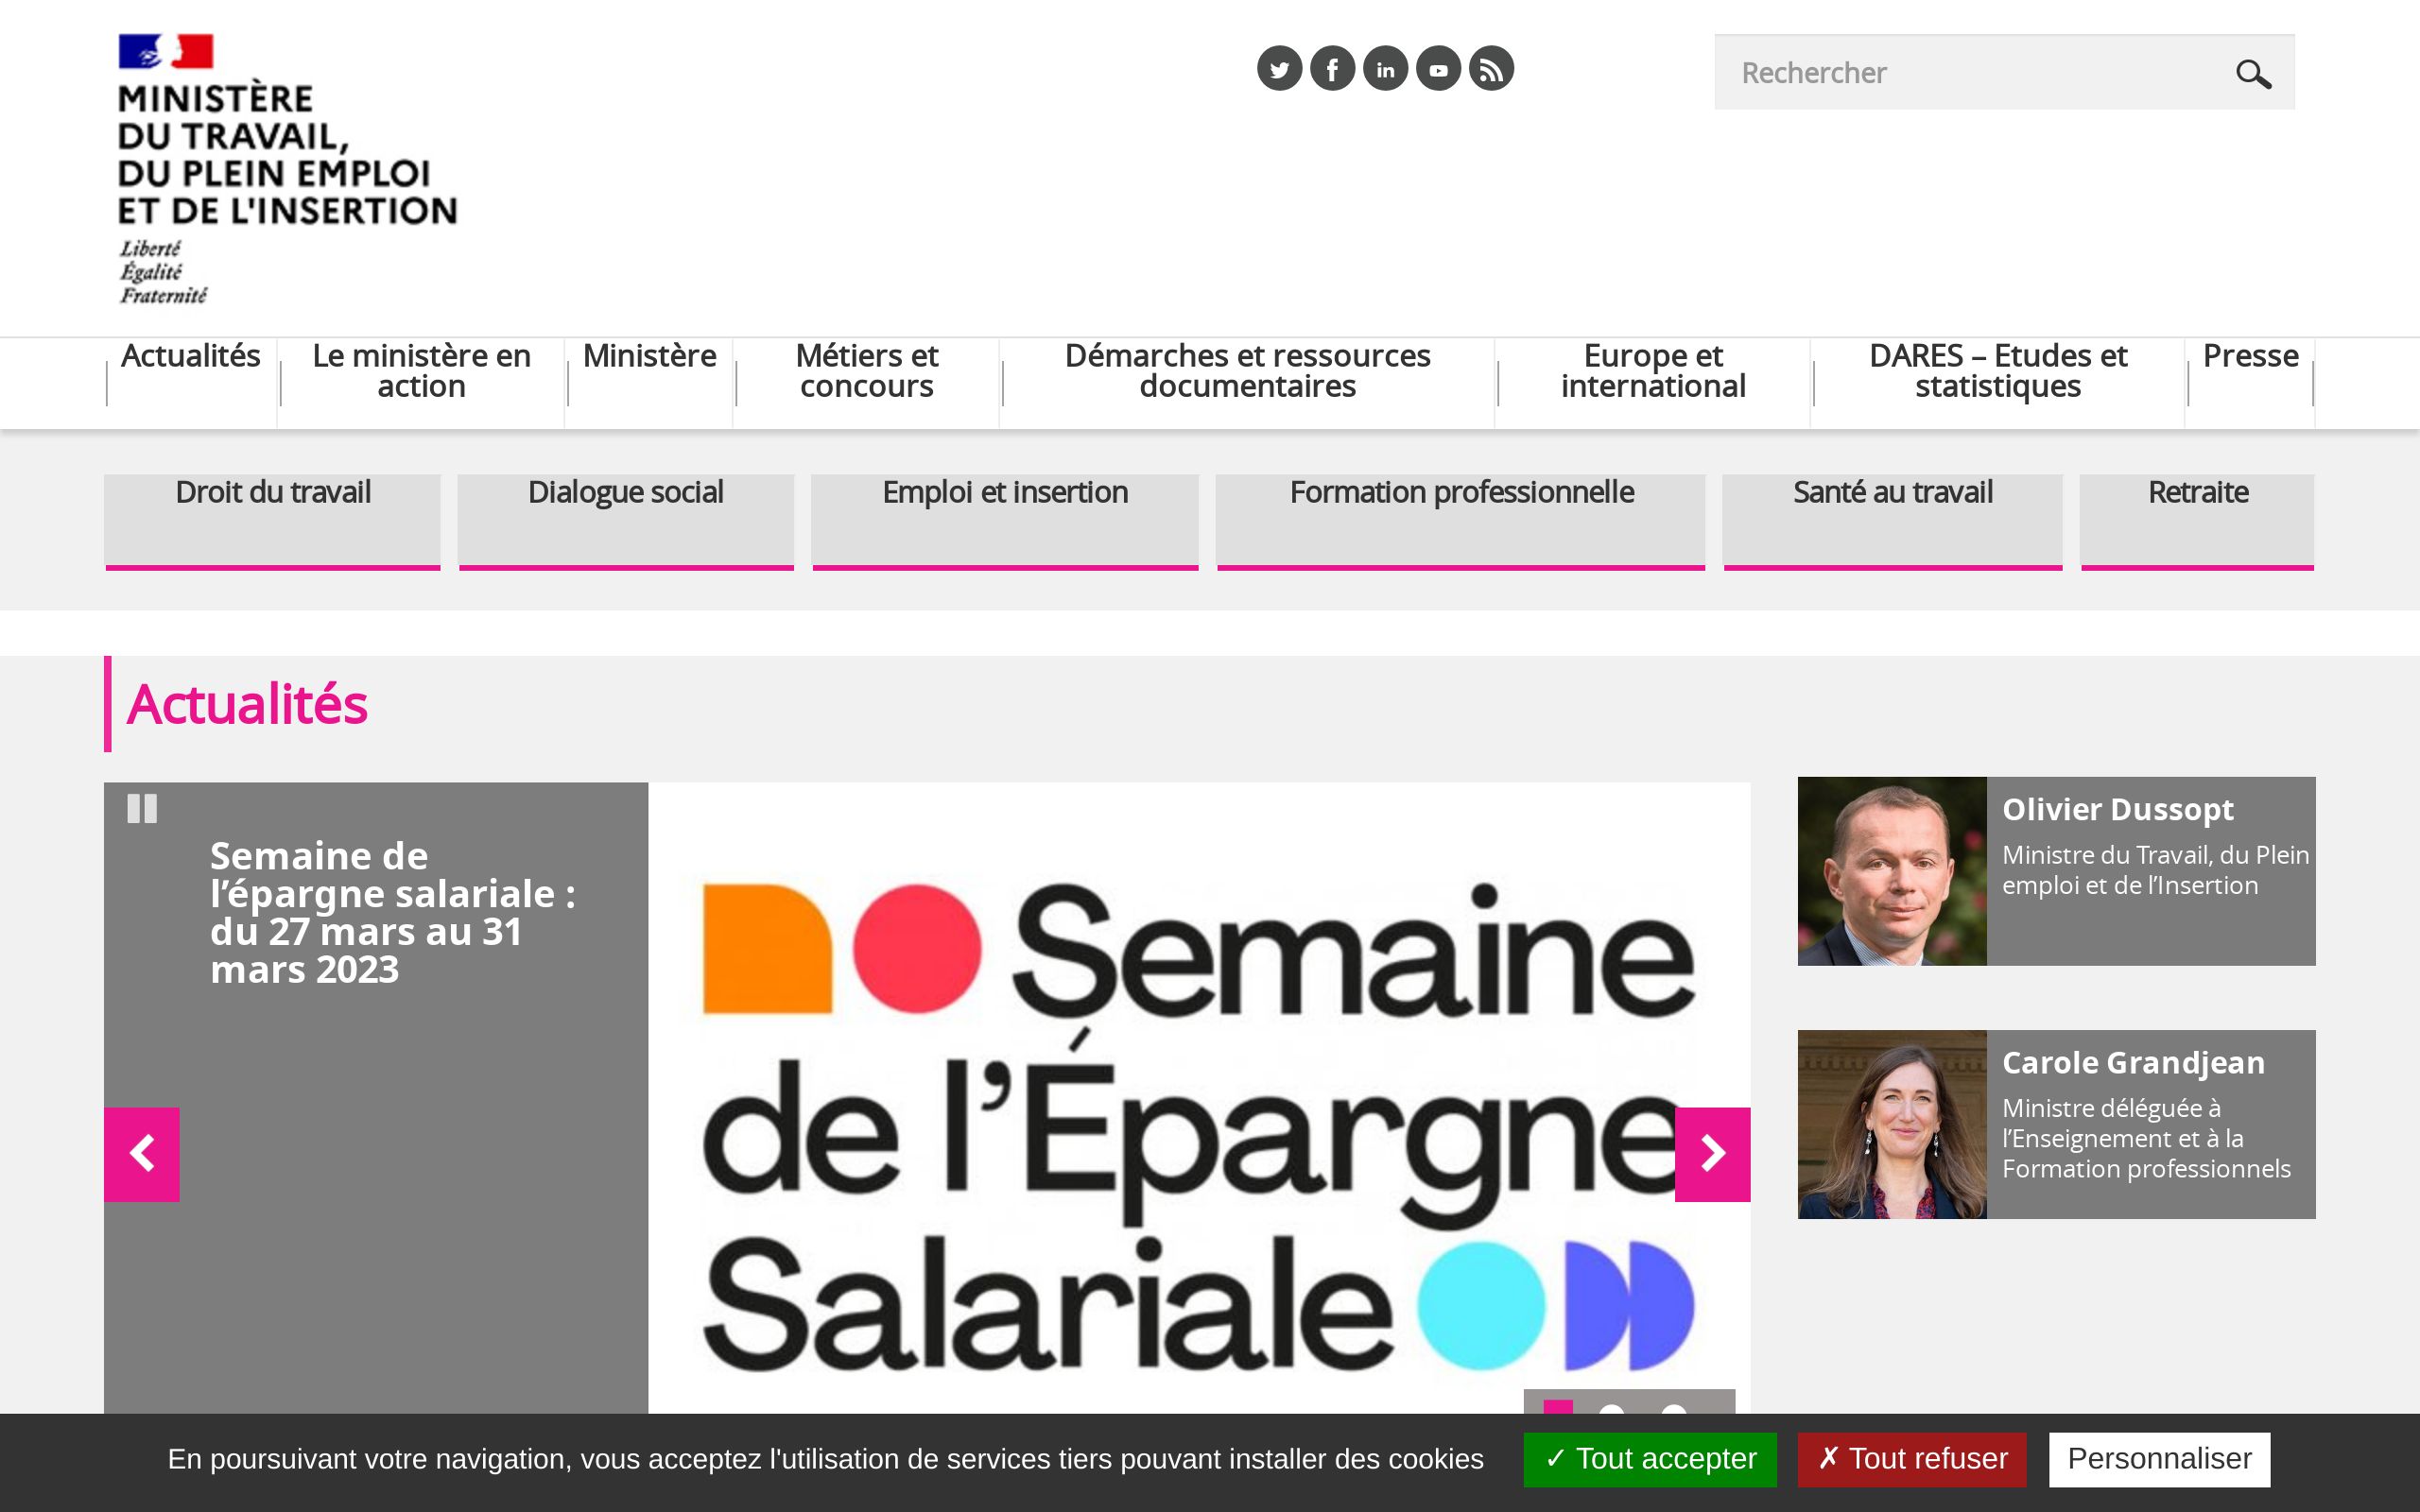 MINISTÈRE
DU TRAVAIL,
DU PLEIN EMPLOI
ET DE L'INSERTION
Liberté
Égalité
Fraternité
Rechercher
Actualités
Le ministère en
action
Ministère
Métiers et
concours
Démarches et ressources
documentaires
Europe et
international
DARES – Etudes et
statistiques
Presse
Droit du travail
Dialogue social
Emploi et insertion
Formation professionnelle
Santé au travail
Retraite
Actualités
Semaine de
l’épargne salariale :
du 27 mars au 31
mars 2023
Semaine
de l’Épargne
Salariale
Olivier Dussopt
Ministre du Travail, du Plein
emploi et de l’Insertion
Carole Grandjean
Ministre déléguée à
l’Enseignement et à la
Formation professionnels
En poursuivant votre navigation, vous acceptez l'utilisation de services tiers pouvant installer des cookies
✓ Tout accepter
✗ Tout refuser
Personnaliser